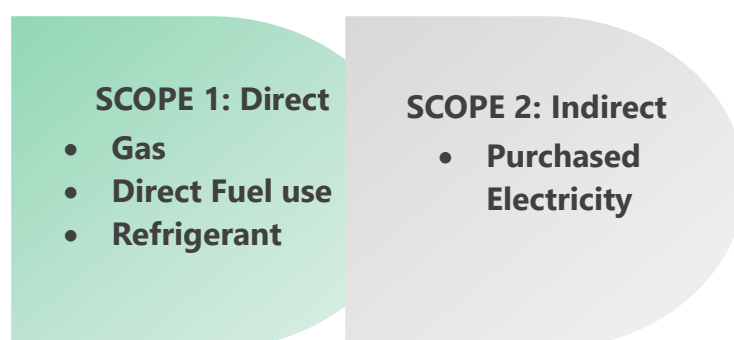 SCOPE 1: Direct
• Gas
• Direct Fuel use
• Refrigerant
SCOPE 2: Indirect
• Purchased
Electricity